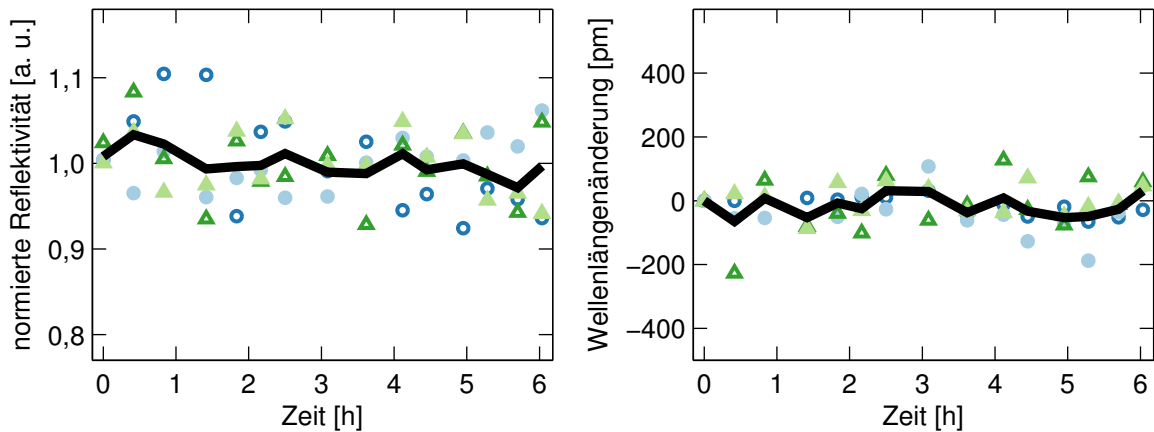 normierte Reflektivität [a. u.]
1,1
1,0
0,9
0,8
0 1 2 3 4 5 6
Zeit [h]
Wellenlängenänderung [pm]
400
200
0
−200
−400
0 1 2 3 4 5 6
Zeit [h]